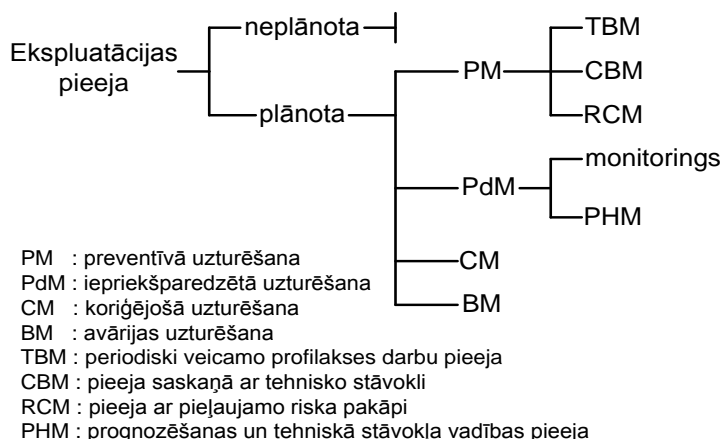 Ekspluatācijas
pieeja
neplānota
plānota
PM
TBM
CBM
RCM
PdM
monitorings
PHM
CM
BM
PM : preventīvā uzturēšana
PdM : iepriekšparedzētā uzturēšana
CM : koriģējošā uzturēšana
BM : avārijas uzturēšana
TBM : periodiski veicamo profilakses darbu pieeja
CBM : pieeja saskaņā ar tehnisko stāvokli
RCM : pieeja ar pieļaujamo riska pakāpi
PHM : prognozēšanas un tehniskā stāvokļa vadības pieeja